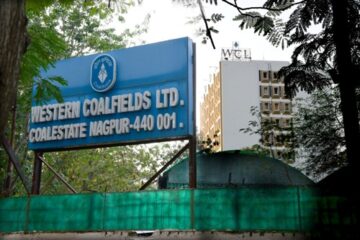 WESTERN COALFIELDS LTD.
COALESTATE NAGPUR-440 001.
WCL